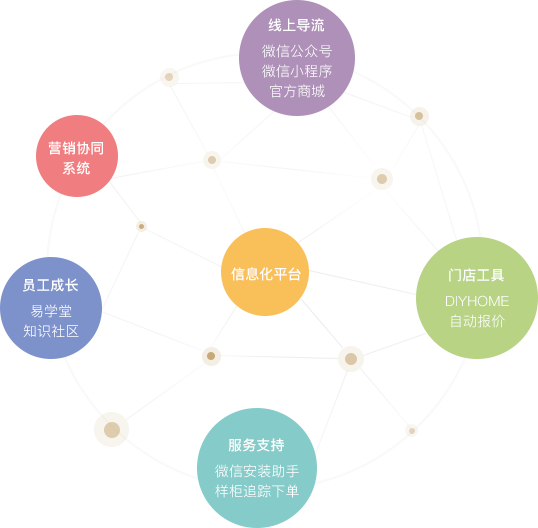 线上导流
微信公众号
微信小程序
官方商城
营销协同
系统
信息化平台
门店工具
DIYHOME
自动报价
员工成长
易学堂
知识社区
服务支持
微信安装助手
样柜追踪下单